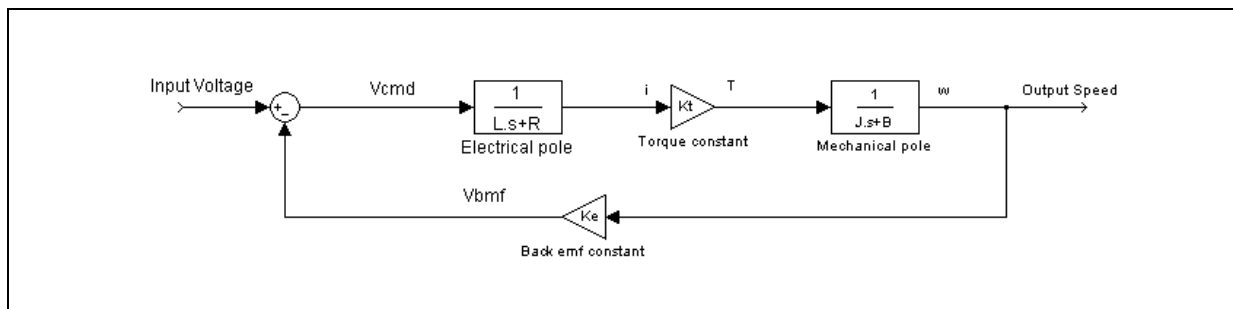 Input Voltage
+
-
Vcmd
1
L.s+R
Electrical pole
i
Kt
Torque constant
T
1
J.s+B
Mechanical pole
w
Output Speed
Vbmf
Ke
Back emf constant